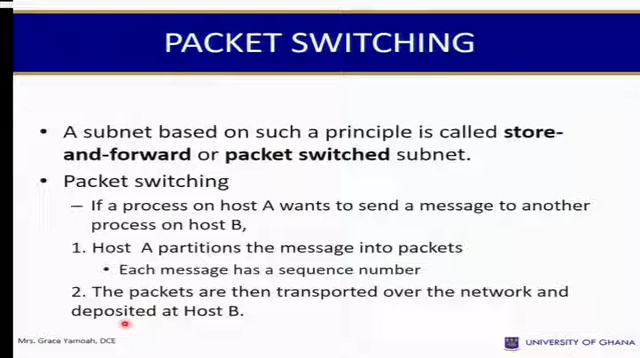 PACKET SWITCHING
• A subnet based on such a principle is called store-
and-forward or packet switched subnet.
• Packet switching
– If a process on host A wants to send a message to another
process on host B,
1. Host A partitions the message into packets
• Each message has a sequence number
2. The packets are then transported over the network and
deposited at Host B.
Mrs. Grace Yamoah, DCE
UNIVERSITY OF GHANA